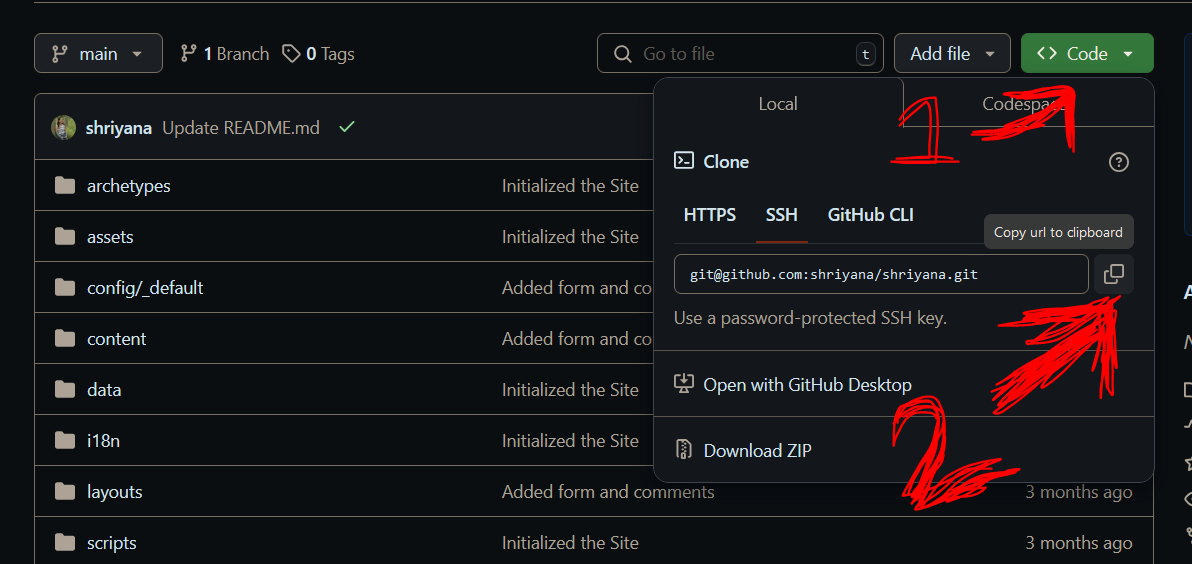 main
1 Branch
0 Tags
Go to file
t
Add file
Code
Local
Codespace
1
shriyana Update README.md
Clone
HTTPS
SSH
GitHub CLI
Copy url to clipboard
git@github.com:shriyana/shriyana.git
Use a password-protected SSH key.
Open with GitHub Desktop
2
Download ZIP
archetypes Initialized the Site
assets Initialized the Site
config/_default Added form and co
content Added form and co
data Initialized the Site
i18n Initialized the Site
layouts Added form and comments 3 months ago
scripts Initialized the Site 3 months ago